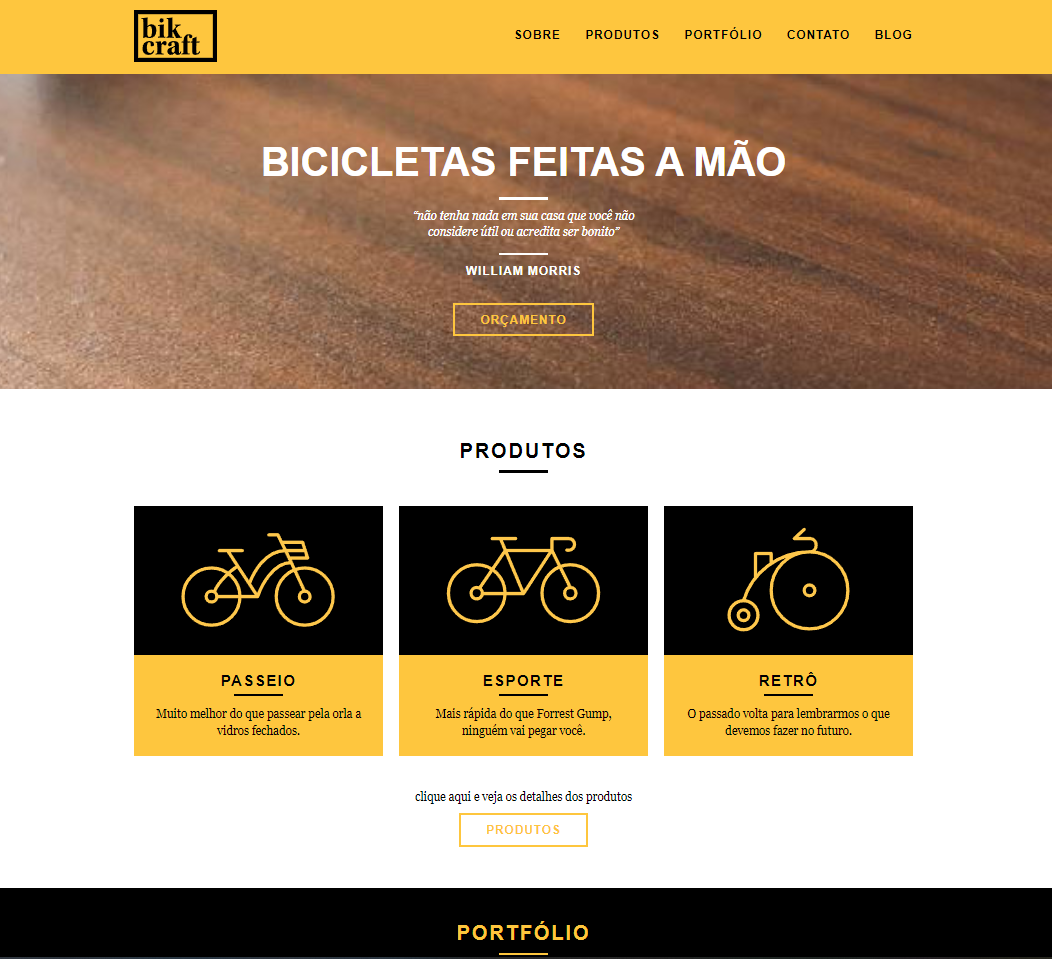 bik
craft
SOBRE PRODUTOS PORTFÓLIO CONTATO BLOG
BICICLETAS FEITAS A MÃO
“não tenha nada em sua casa que você não
considere útil ou acredita ser bonito”
WILLIAM MORRIS
ORÇAMENTO
PRODUTOS
PASSEIO
Muito melhor do que passear pela orla a
vidros fechados.
ESPORTE
Mais rápida do que Forrest Gump,
ninguém vai pegar você.
RETRÔ
O passado volta para lembrarmos o que
devemos fazer no futuro.
clique aqui e veja os detalhes dos produtos
PRODUTOS
PORTFÓLIO